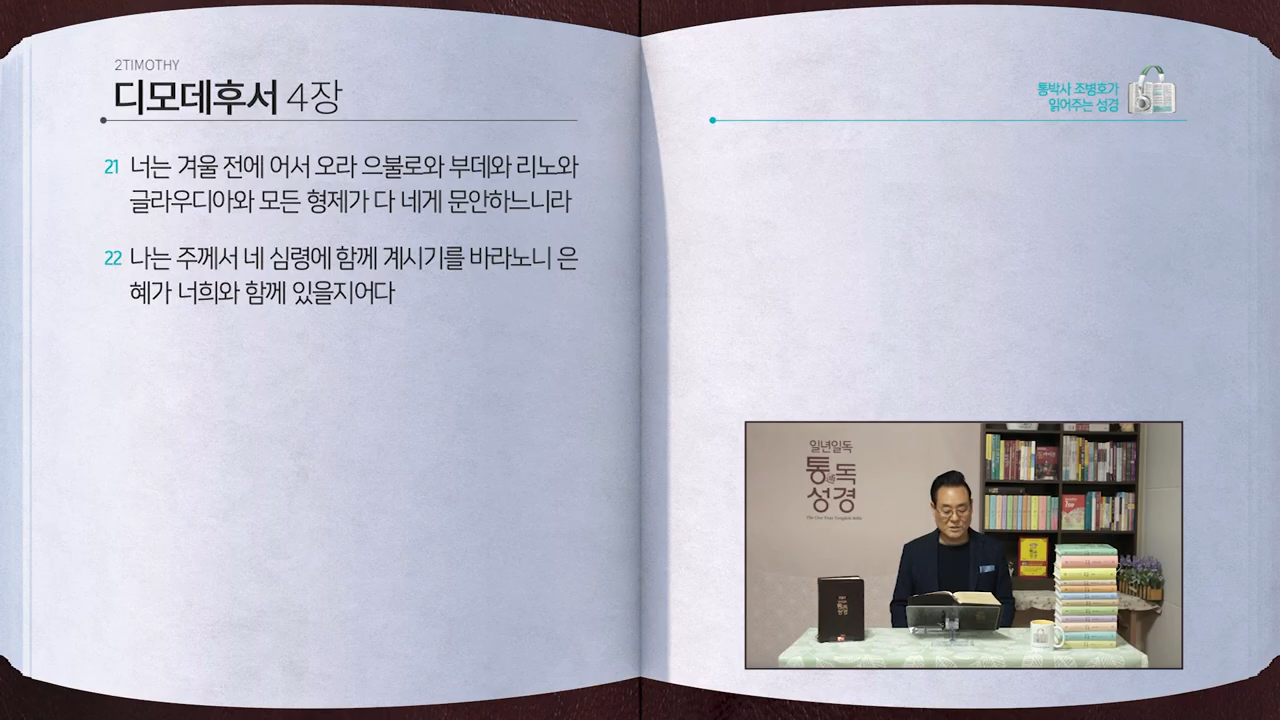 2TIMOTHY
디모데후서 4장
통박사 조병호가
읽어주는 성경
21 너는 겨울 전에 어서 오라 으불로와 부데와 리노와
글라우디아와 모든 형제가 다 네게 문안하느니라
22 나는 주께서 네 심령에 함께 계시기를 바라노니 은
혜가 너희와 함께 있을지어다
일년일독
통독
성경
The One Year Tongdok Bible